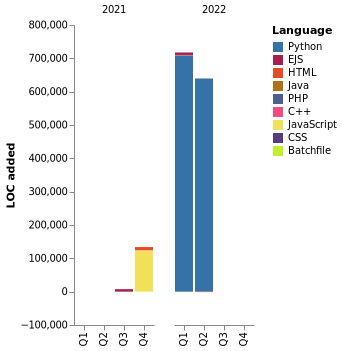 2021 2022
Language
Python
EJS
HTML
Java
PHP
C++
JavaScript
CSS
Batchfile
LOC added
800,000
700,000
600,000
500,000
400,000
300,000
200,000
100,000
0
−100,000
Q1 Q2 Q3 Q4 Q1 Q2 Q3 Q4